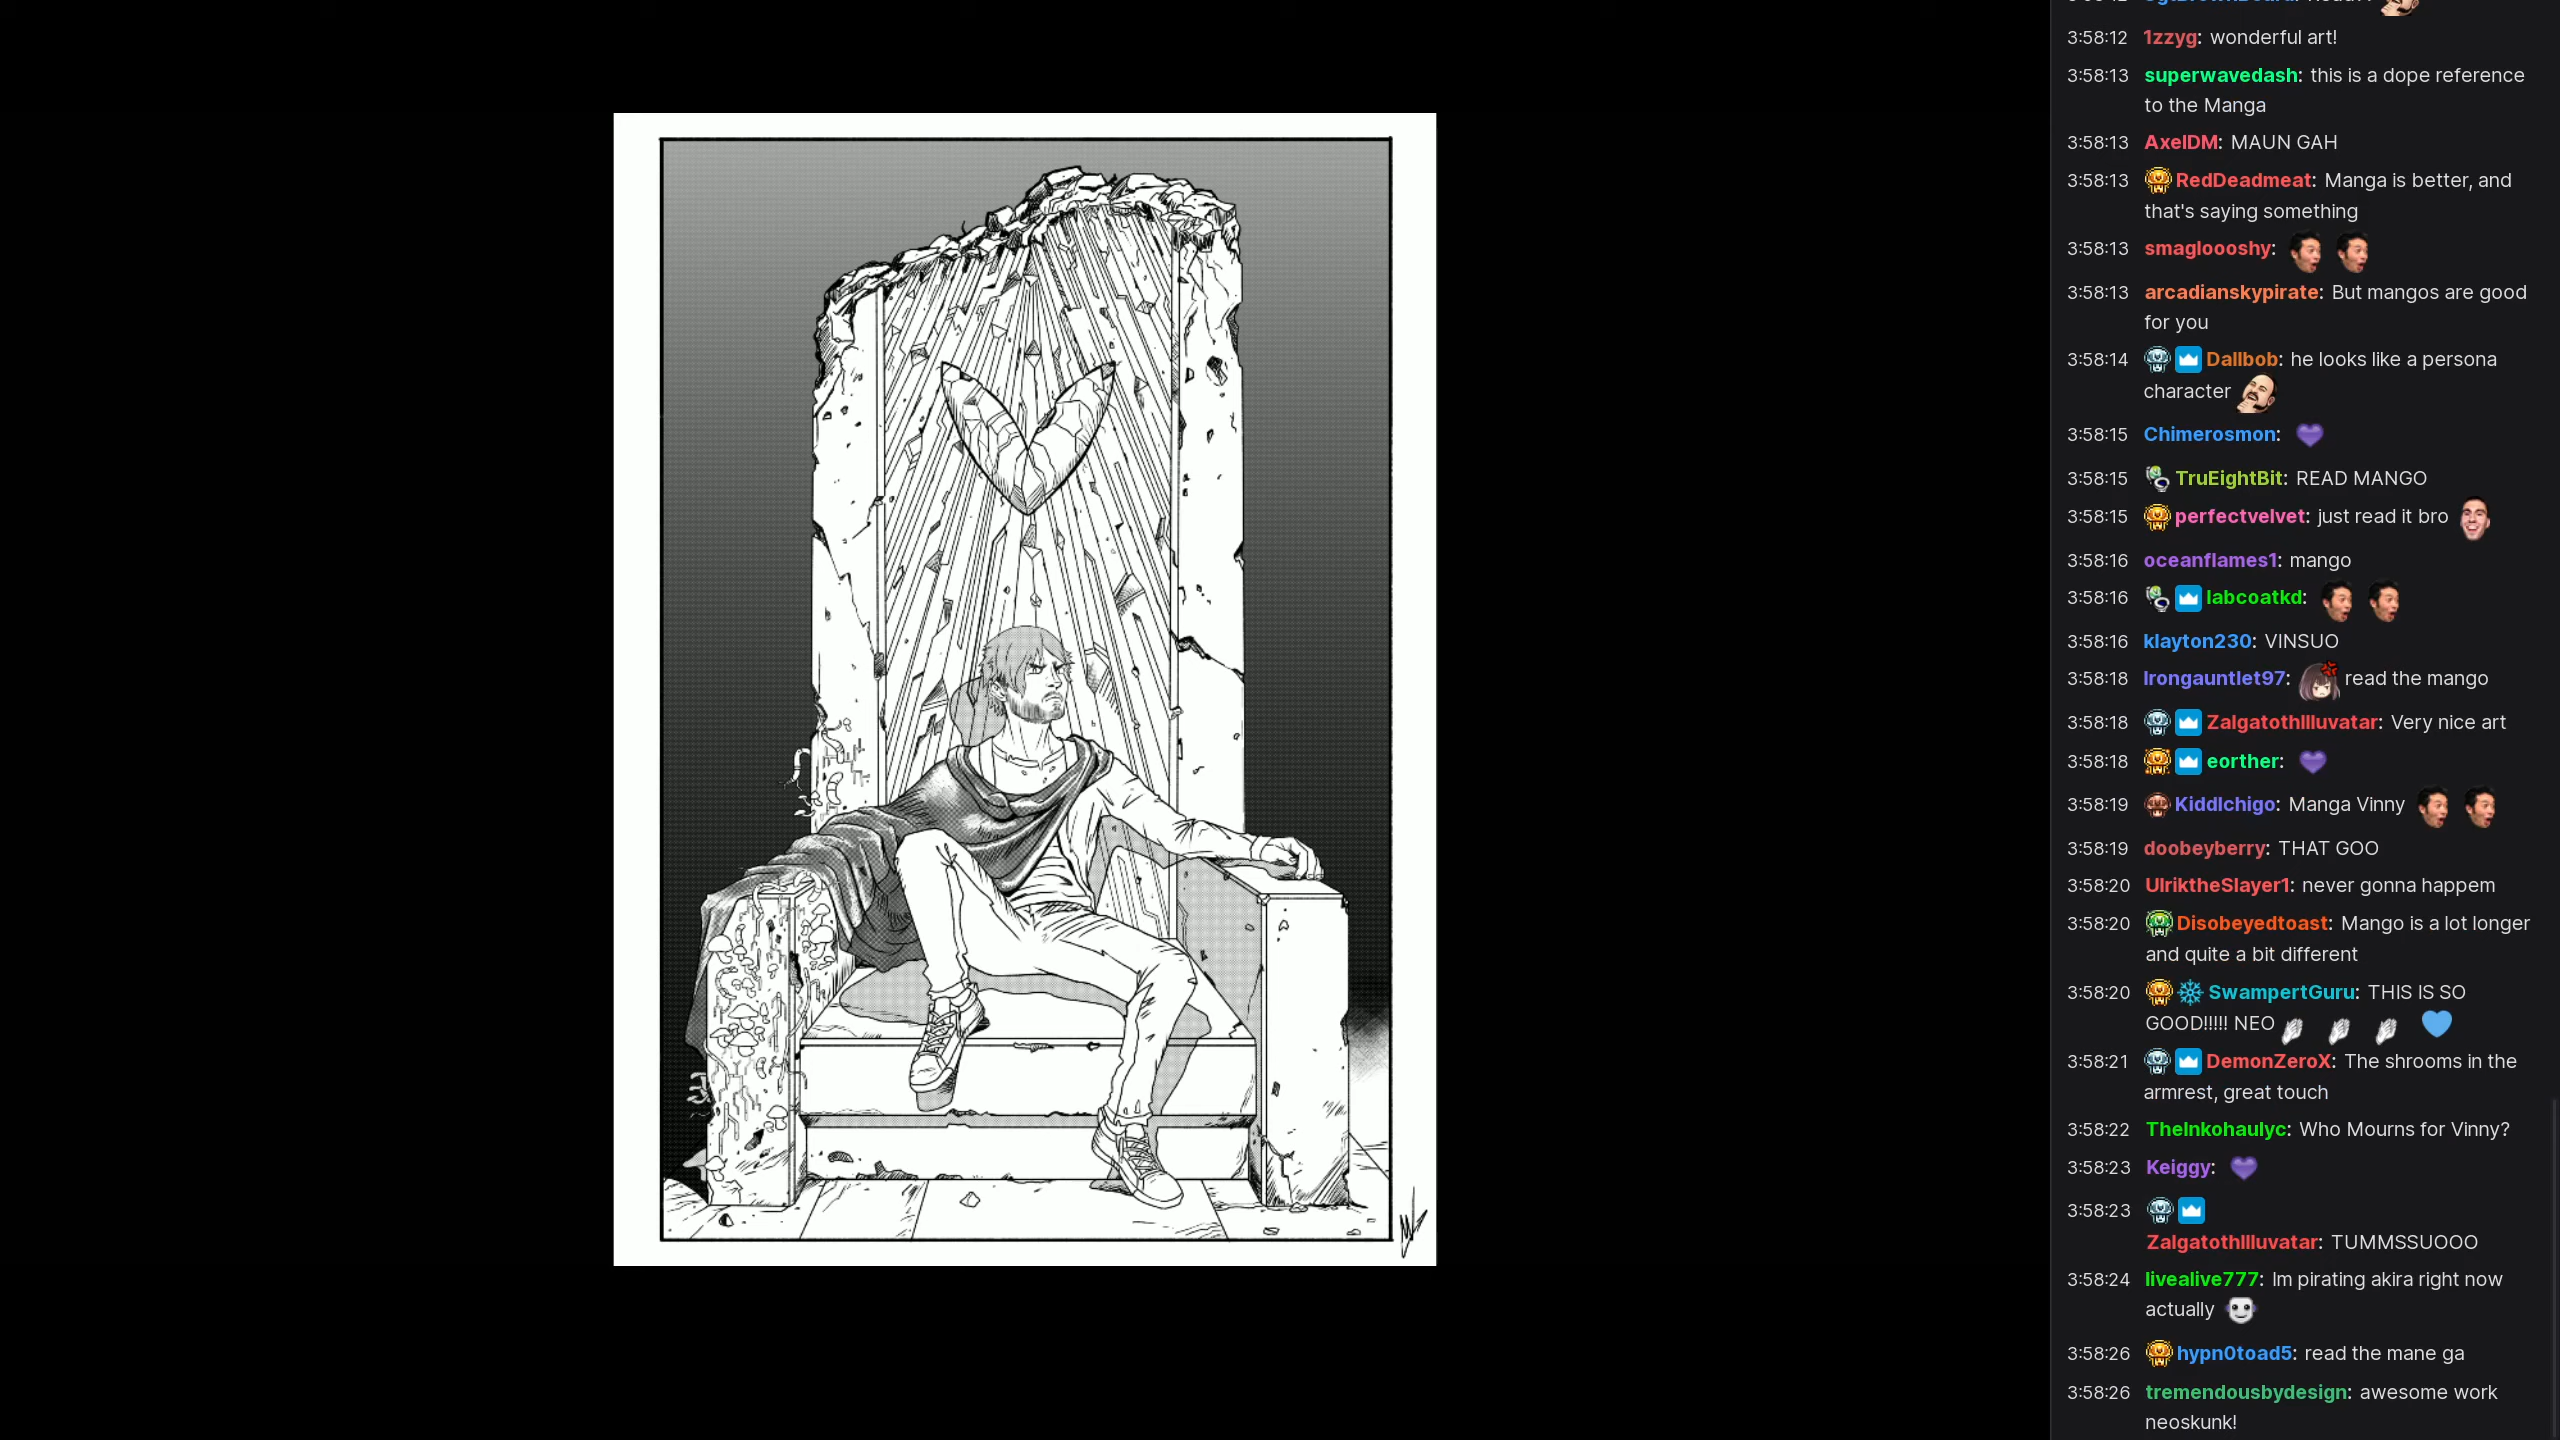 3:58:12 1zzyg: wonderful art!
3:58:13 superwavedash: this is a dope reference
to the Manga
3:58:13 AxelDM: MAUN GAH
3:58:13 RedDeadmeat: Manga is better, and
that's saying something
3:58:13 smagloooshy:
3:58:13 arcadianskypirate: But mangos are good
for you
3:58:14 Dallbob: he looks like a persona
character
3:58:15 Chimerosmon:
3:58:15 TruEightBit: READ MANGO
3:58:15 perfectvelvet: just read it bro
3:58:16 oceanflames1: mango
3:58:16 labcoatkd:
3:58:16 klayton230: VINSUO
3:58:18 Irongauntlet97: read the mango
3:58:18 ZalgatothIlluvatar: Very nice art
3:58:18 eorther:
3:58:19 KiddIchigo: Manga Vinny
3:58:19 doobeyberry: THAT GOO
3:58:20 UlriktheSlayer1: never gonna happem
3:58:20 Disobeyedtoast: Mango is a lot longer
and quite a bit different
3:58:20 SwampertGuru: THIS IS SO
GOOD!!!!! NEO
3:58:21 DemonZeroX: The shrooms in the
armrest, great touch
3:58:22 TheInkohaulyc: Who Mourns for Vinny?
3:58:23 Keiggy:
3:58:23
ZalgatothIlluvatar: TUMMSSUOOO
3:58:24 livealive777: Im pirating akira right now
actually
3:58:26 hypn0toad5: read the mane ga
3:58:26 tremendousbydesign: awesome work
neoskunk!